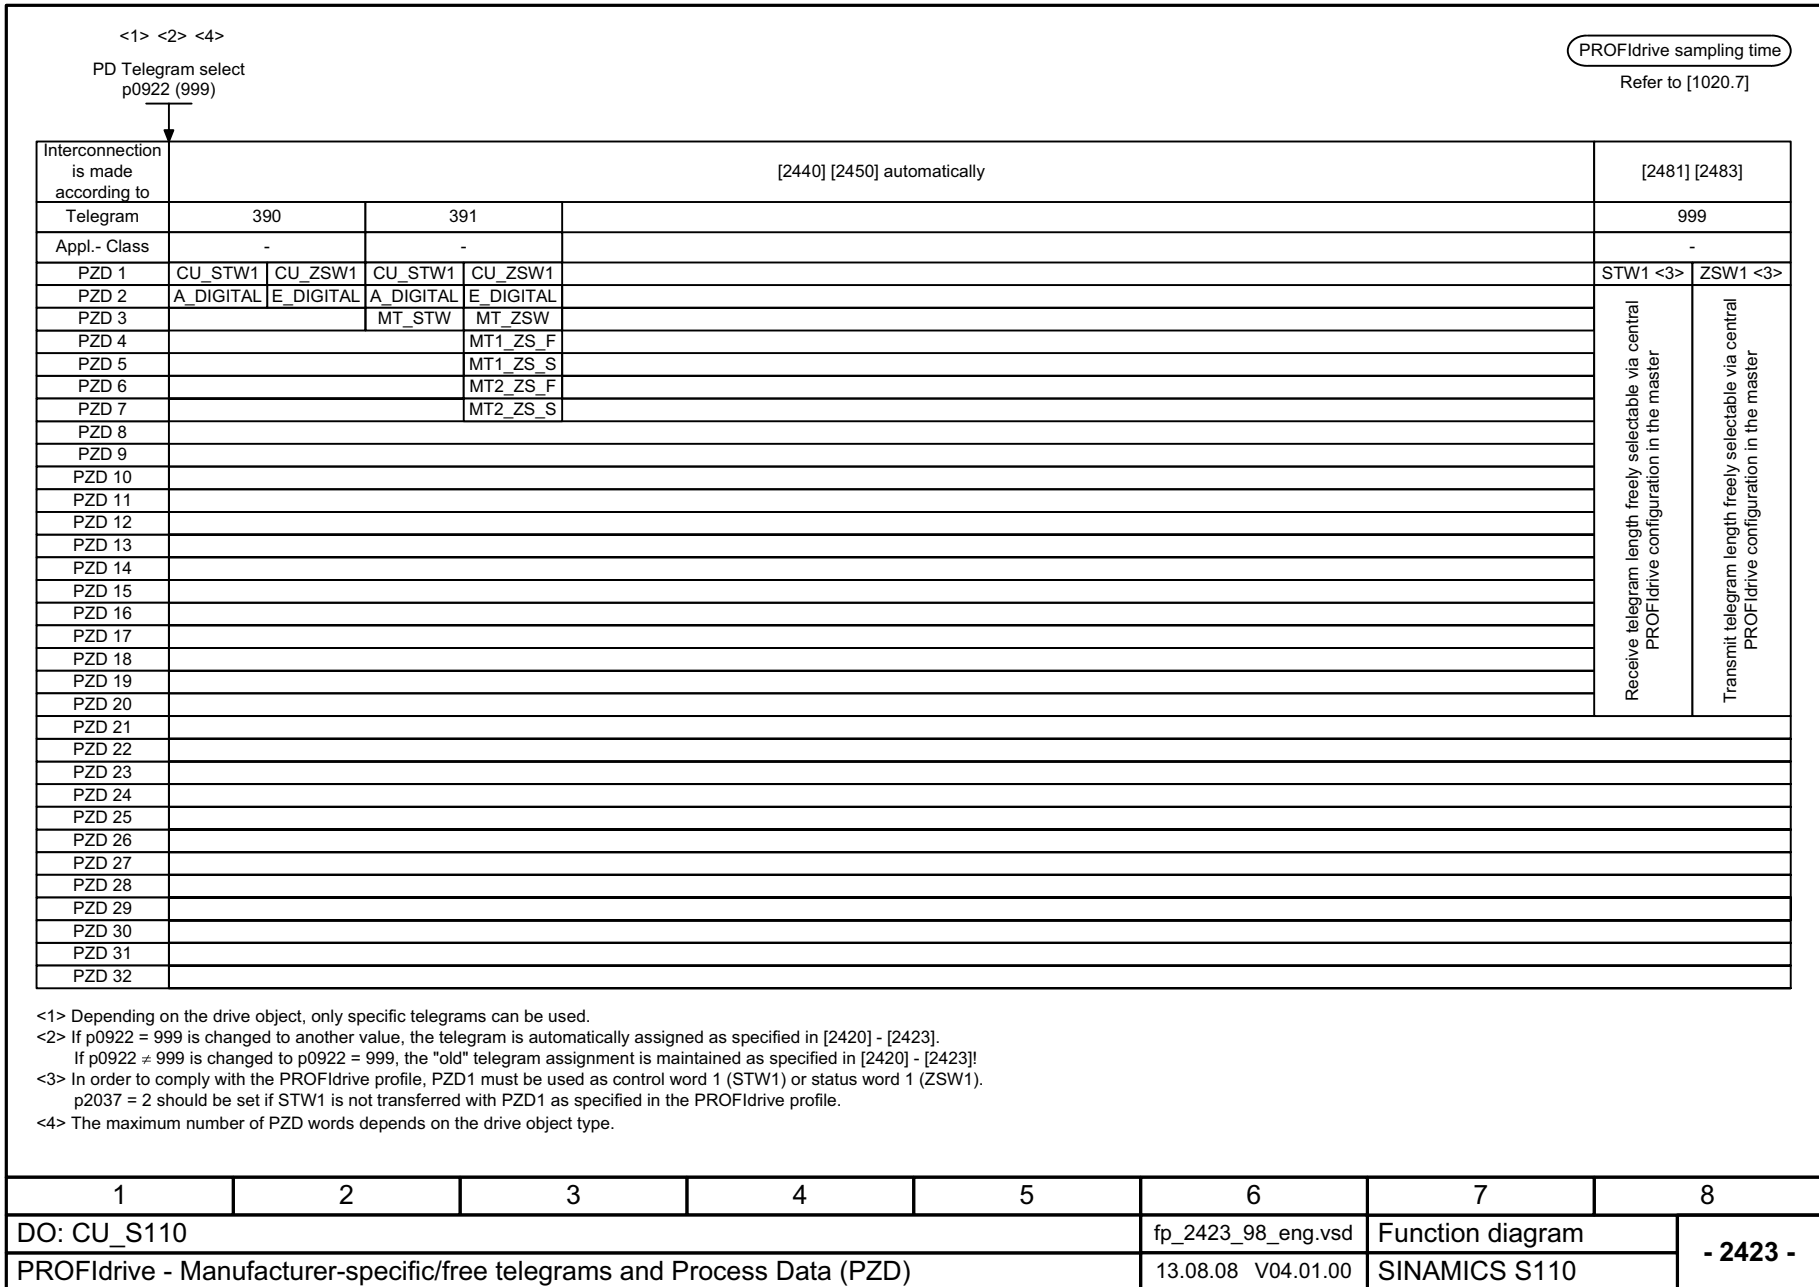 <1> <2> <4>
PD Telegram select
p0922 (999)
PROFIdrive sampling time
Refer to [1020.7]
Interconnection
is made
according to
[2440] [2450] automatically
[2481] [2483]
Telegram 390 391 999
Appl.- Class - - -
PZD 1 CU_STW1 CU_ZSW1 CU_STW1 CU_ZSW1 STW1 <3> ZSW1 <3>
PZD 2 A_DIGITAL E_DIGITAL A_DIGITAL E_DIGITAL
PZD 3 MT_STW MT_ZSW
PZD 4 MT1_ZS_F
PZD 5 MT1_ZS_S
PZD 6 MT2_ZS_F
PZD 7 MT2_ZS_S
PZD 8
PZD 9
PZD 10
PZD 11
PZD 12
PZD 13
PZD 14
PZD 15
PZD 16
PZD 17
PZD 18
PZD 19
PZD 20
Receive telegram length freely selectable via central
PROFIdrive configuration in the master
Transmit telegram length freely selectable via central
PROFIdrive configuration in the master
PZD 21
PZD 22
PZD 23
PZD 24
PZD 25
PZD 26
PZD 27
PZD 28
PZD 29
PZD 30
PZD 31
PZD 32
<1> Depending on the drive object, only specific telegrams can be used.
<2> If p0922 = 999 is changed to another value, the telegram is automatically assigned as specified in [2420] - [2423].
If p0922 ≠ 999 is changed to p0922 = 999, the "old" telegram assignment is maintained as specified in [2420] - [2423]!
<3> In order to comply with the PROFIdrive profile, PZD1 must be used as control word 1 (STW1) or status word 1 (ZSW1).
p2037 = 2 should be set if STW1 is not transferred with PZD1 as specified in the PROFIdrive profile.
<4> The maximum number of PZD words depends on the drive object type.
1 2 3 4 5 6 7 8
DO: CU_S110 fp_2423_98_eng.vsd Function diagram
- 2423 -
PROFIdrive - Manufacturer-specific/free telegrams and Process Data (PZD) 13.08.08 V04.01.00 SINAMICS S110